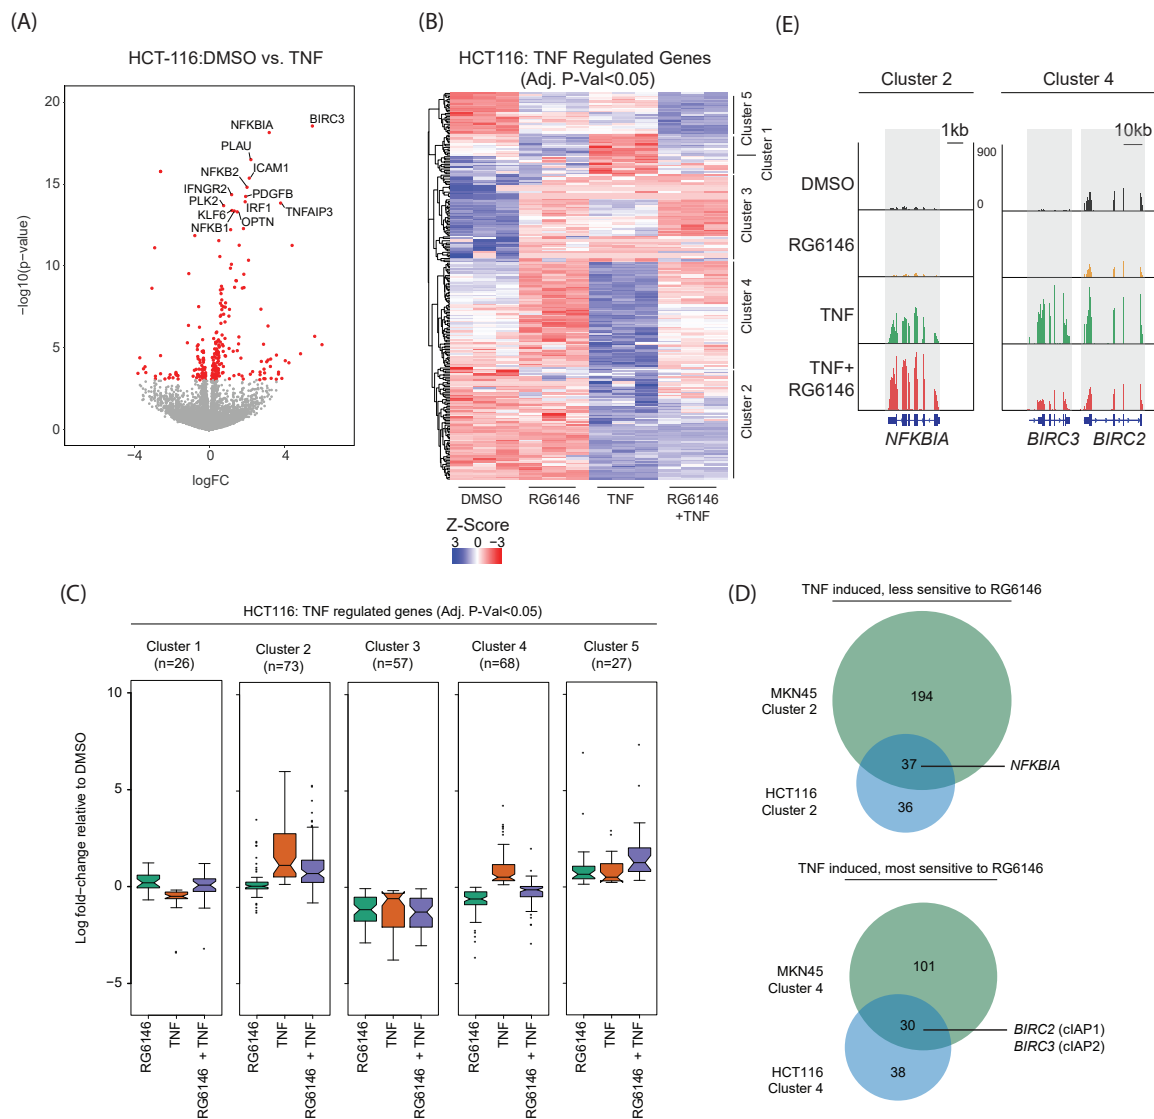 (A)
HCT-116:DMSO vs. TNF
20
15
10
5
0
−log10(p−value)
−4
0
4
logFC
NFKBIA
BIRC3
PLAU
NFKB2
ICAM1
IFNGR2
PDGFB
PLK2
IRF1
TNFAIP3
KLF6
OPTN
NFKB1
(B)
HCT116: TNF Regulated Genes
(Adj. P-Val<0.05)
Cluster 5
Cluster 1
Cluster 3
Cluster 4
Cluster 2
DMSO
RG6146
TNF
RG6146
+TNF
Z-Score
3 0 −3
(E)
Cluster 2
Cluster 4
1kb
10kb
900
0
DMSO
RG6146
TNF
TNF+
RG6146
NFKBIA
BIRC3
BIRC2
(C)
HCT116: TNF regulated genes (Adj. P-Val<0.05)
Cluster 1
(n=26)
Cluster 2
(n=73)
Cluster 3
(n=57)
Cluster 4
(n=68)
Cluster 5
(n=27)
Log fold−change relative to DMSO
10
5
0
−5
RG6146
TNF
RG6146 + TNF
RG6146
TNF
RG6146 + TNF
RG6146
TNF
RG6146 + TNF
RG6146
TNF
RG6146 + TNF
RG6146
TNF
RG6146 + TNF
(D)
TNF induced, less sensitive to RG6146
MKN45
Cluster 2
194
37
NFKBIA
HCT116
Cluster 2
36
TNF induced, most sensitive to RG6146
MKN45
Cluster 4
101
30
BIRC2 (cIAP1)
BIRC3 (cIAP2)
HCT116
Cluster 4
38